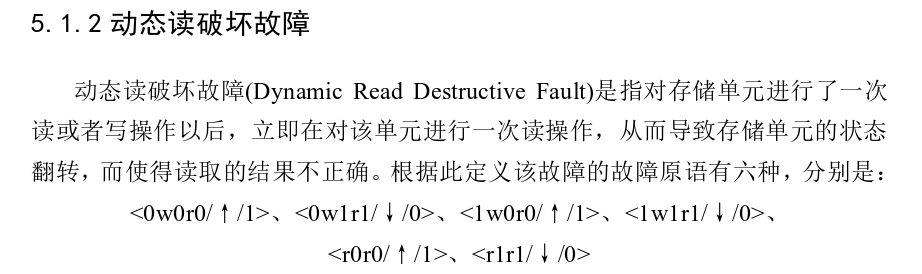 5.1.2 动态读破坏故障
动态读破坏故障(Dynamic Read Destructive Fault)是指对存储单元进行了一次
读或者写操作以后，立即在对该单元进行一次读操作，从而导致存储单元的状态
翻转，而使得读取的结果不正确。根据此定义该故障的故障原语有六种，分别是：
<0w0r0/↑/1>、<0w1r1/↓/0>、<1w0r0/↑/1>、<1w1r1/↓/0>、
<r0r0/↑/1>、<r1r1/↓/0>